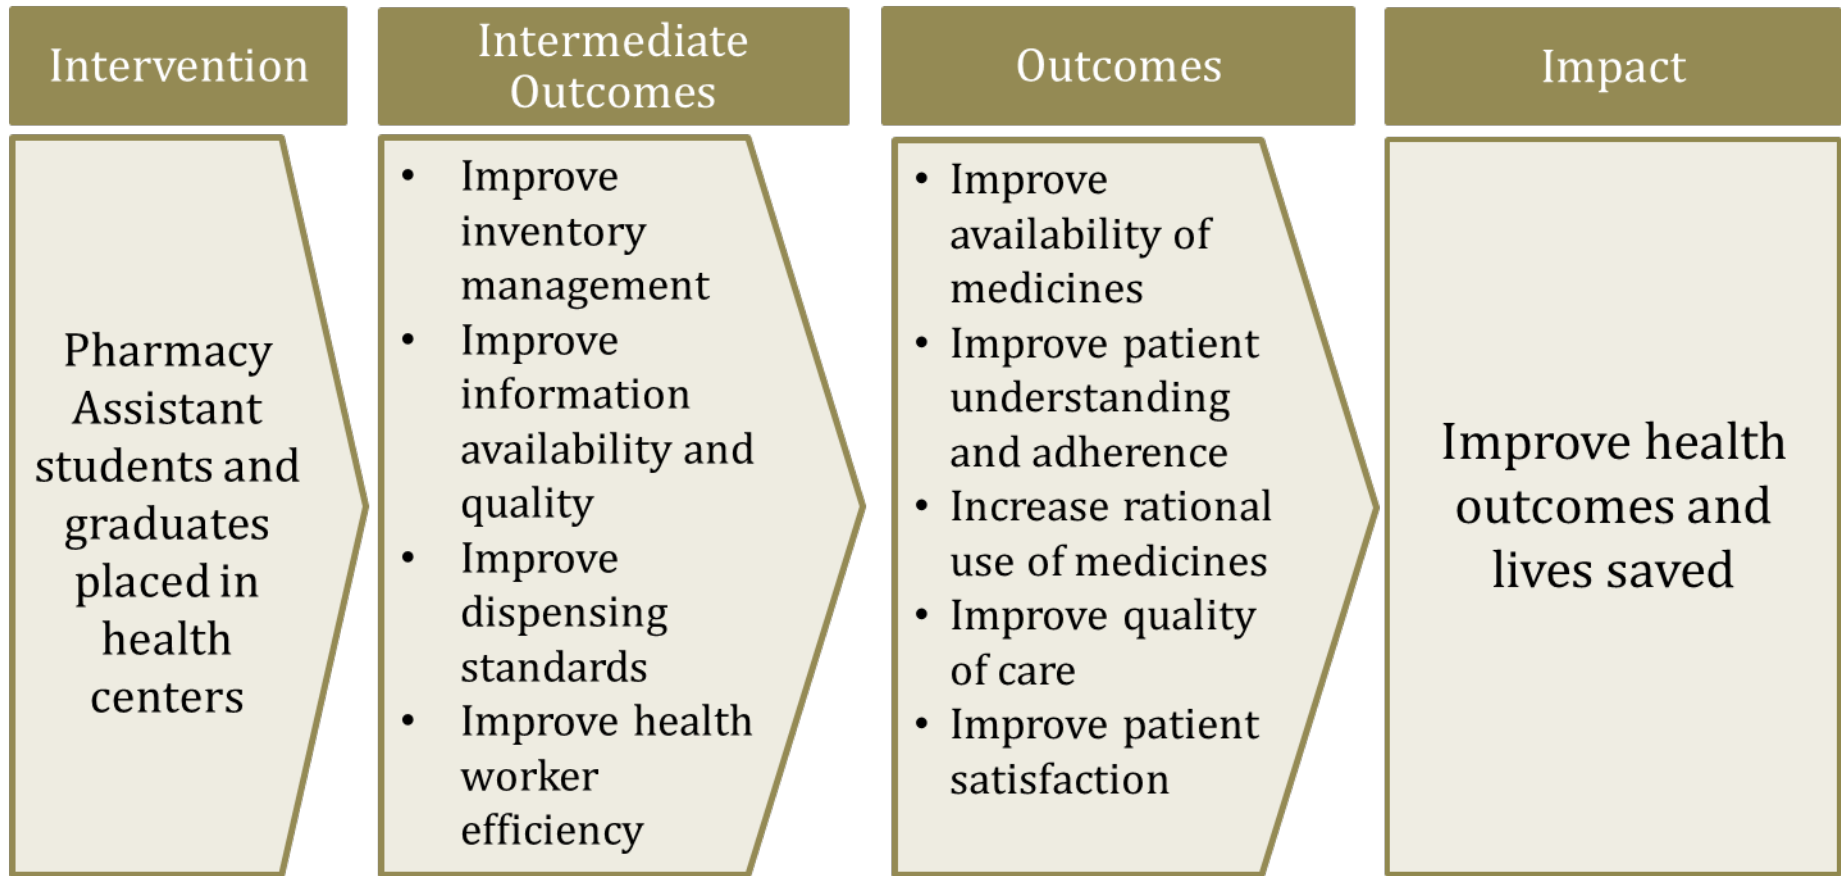 Intervention
Intermediate
Outcomes
Outcomes
Impact
Pharmacy
Assistant
students and
graduates
placed in
health
centers
• Improve
inventory
management
• Improve
information
availability and
quality
• Improve
dispensing
standards
• Improve health
worker
efficiency
• Improve
availability of
medicines
• Improve patient
understanding
and adherence
• Increase rational
use of medicines
• Improve quality
of care
• Improve patient
satisfaction
Improve health
outcomes and
lives saved